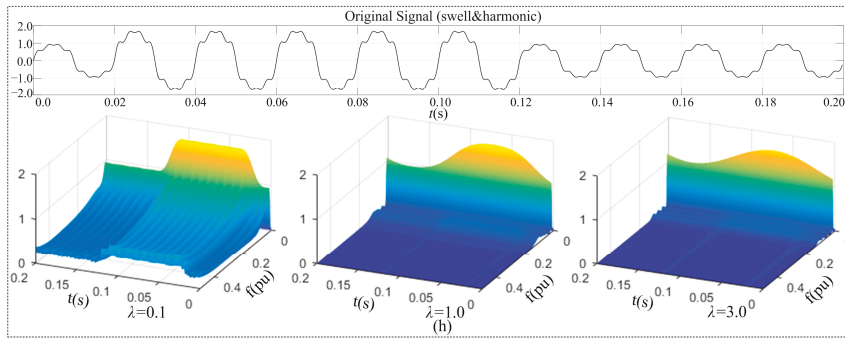 Original Signal (swell&harmonic)
2.0
1.0
0.0
-1.0
-2.0
0.0 0.02 0.04 0.06 0.08 0.10 0.12 0.14 0.16 0.18 0.20
t(s)
2 2 2
1 1 1
0 0 0
0.2 0.15 0.1 0.05 0
0 0.2 0.4
t(s) f(pu)
0.2 0.15 0.1 0.05 0
0 0.2 0.4
t(s) f(pu)
0.2 0.15 0.1 0.05 0
0 0.2 0.4
t(s) f(pu)
λ=0.1 λ=1.0 λ=3.0
(h)